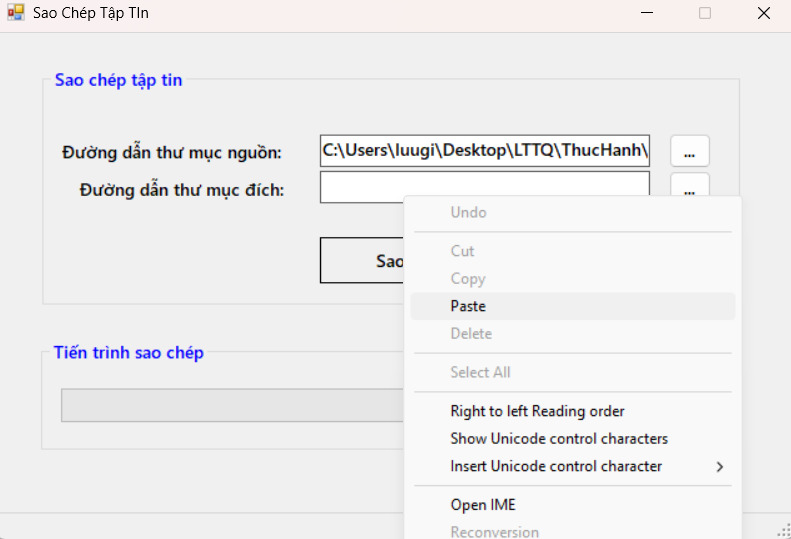 Sao Chép Tập TIn
Sao chép tập tin
Đường dẫn thư mục nguồn:
C:\Users\luugi\Desktop\LTTQ\ThucHanh\
...
Đường dẫn thư mục đích:
...
Sao
Tiến trình sao chép
Undo
Cut
Copy
Paste
Delete
Select All
Right to left Reading order
Show Unicode control characters
Insert Unicode control character
Open IME
Reconversion